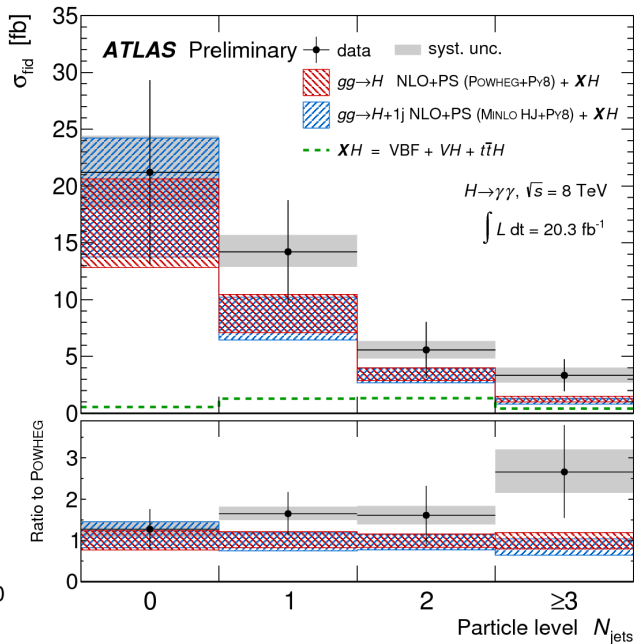 σfid [fb]
35
30
25
20
15
10
5
0
ATLAS Preliminary
data
syst. unc.
gg→H NLO+PS (POWHEG+PY8) + XH
gg→H+1j NLO+PS (MINLO HJ+PY8) + XH
XH = VBF + VH + tt̄H
H→γγ, √s = 8 TeV
∫ L dt = 20.3 fb⁻¹
Ratio to POWHEG
3
2
1
0
0
0 1 2 ≥3
Particle level Njets